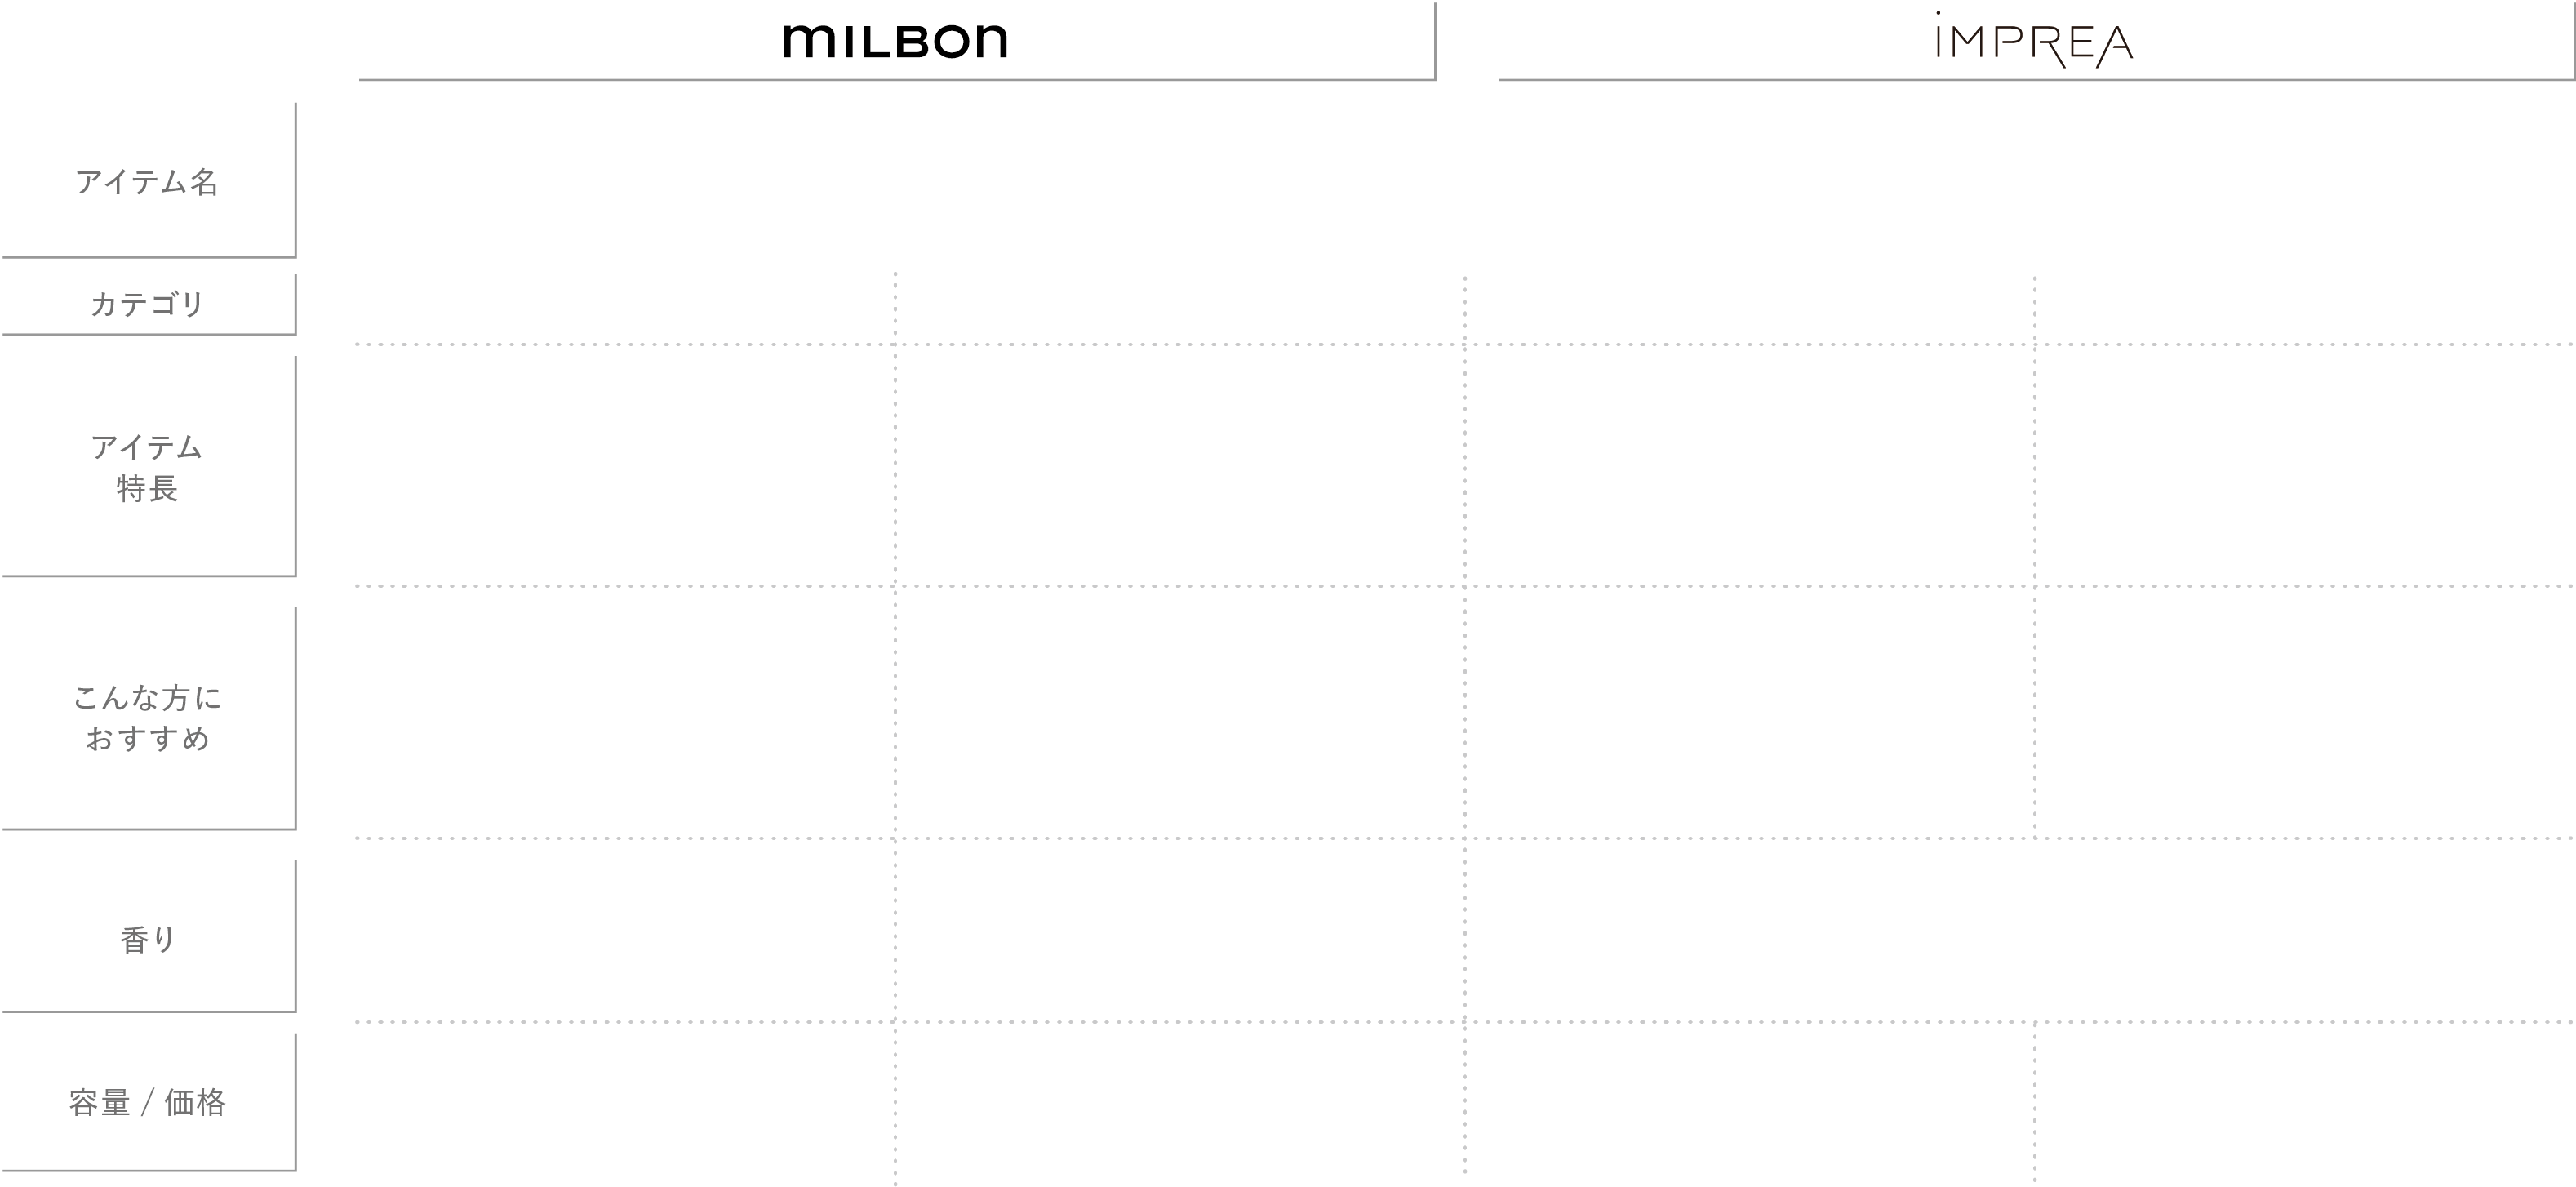 MILBON
iMPREA
アイテム名
カテゴリ
アイテム
特長
こんな方に
おすすめ
香り
容量 / 価格